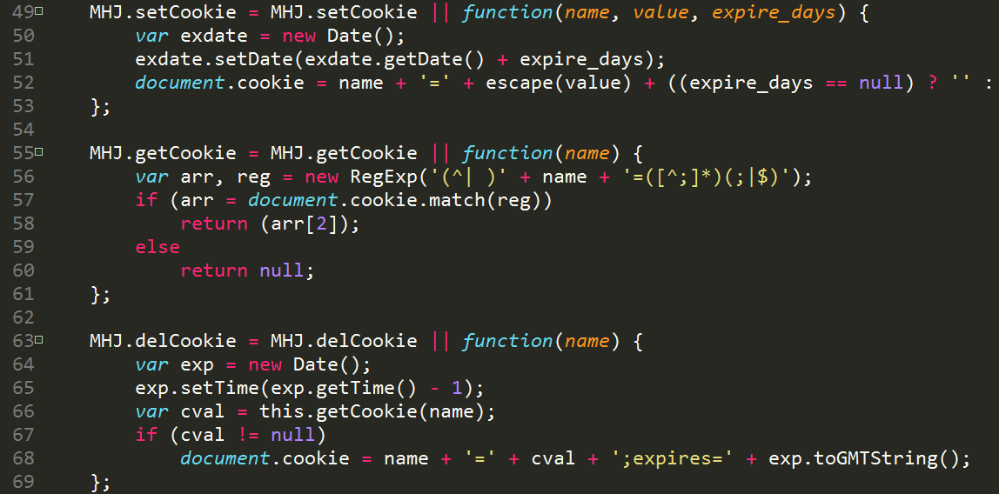 49 MHJ.setCookie = MHJ.setCookie || function(name, value, expire_days) {
50 var exdate = new Date();
51 exdate.setDate(exdate.getDate() + expire_days);
52 document.cookie = name + '=' + escape(value) + ((expire_days == null) ? '' :
53 };
54
55 MHJ.getCookie = MHJ.getCookie || function(name) {
56 var arr, reg = new RegExp('(^| )' + name + '=([^;]*)(;|$)');
57 if (arr = document.cookie.match(reg))
58 return (arr[2]);
59 else
60 return null;
61 };
62
63 MHJ.delCookie = MHJ.delCookie || function(name) {
64 var exp = new Date();
65 exp.setTime(exp.getTime() - 1);
66 var cval = this.getCookie(name);
67 if (cval != null)
68 document.cookie = name + '=' + cval + ';expires=' + exp.toGMTString();
69 };